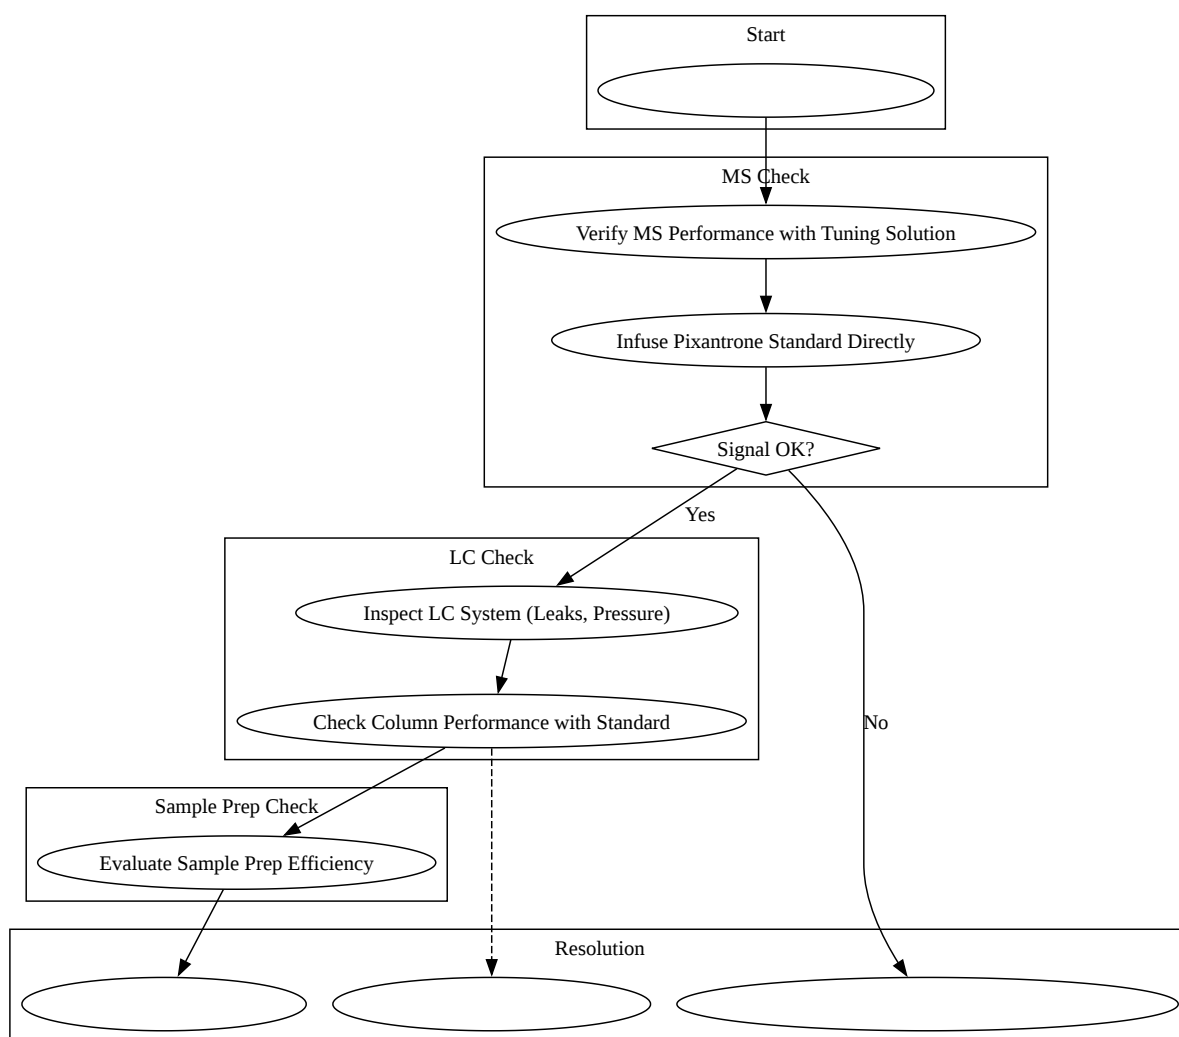 Start
MS Check
Verify MS Performance with Tuning Solution
Infuse Pixantrone Standard Directly
Signal OK?
Yes
LC Check
Inspect LC System (Leaks, Pressure)
Check Column Performance with Standard
No
Sample Prep Check
Evaluate Sample Prep Efficiency
Resolution